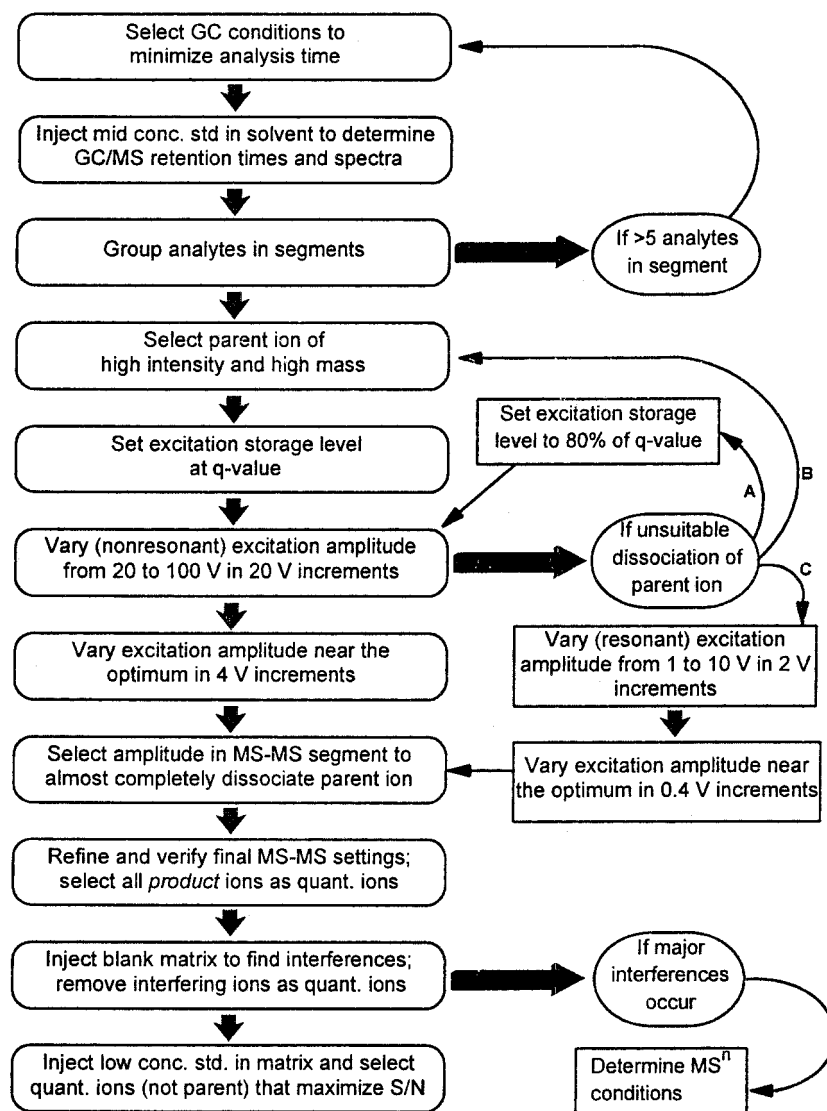 Select GC conditions to
minimize analysis time
Inject mid conc. std in solvent to determine
GC/MS retention times and spectra
Group analytes in segments
If >5 analytes
in segment
Select parent ion of
high intensity and high mass
Set excitation storage level
at q-value
Set excitation storage
level to 80% of q-value
A
B
Vary (nonresonant) excitation amplitude
from 20 to 100 V in 20 V increments
If unsuitable
dissociation of
parent ion
C
Vary excitation amplitude near the
optimum in 4 V increments
Vary (resonant) excitation
amplitude from 1 to 10 V in 2 V
increments
Select amplitude in MS-MS segment to
almost completely dissociate parent ion
Vary excitation amplitude near
the optimum in 0.4 V increments
Refine and verify final MS-MS settings;
select all product ions as quant. ions
Inject blank matrix to find interferences;
remove interfering ions as quant. ions
If major
interferences
occur
Inject low conc. std. in matrix and select
quant. ions (not parent) that maximize S/N
Determine MSⁿ
conditions